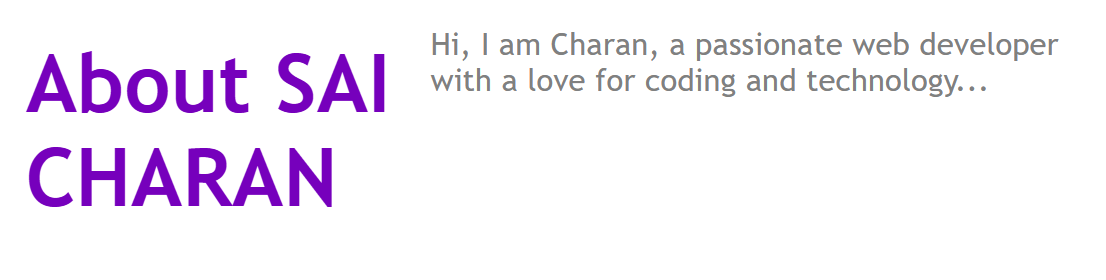 About SAI
CHARAN
Hi, I am Charan, a passionate web developer
with a love for coding and technology...